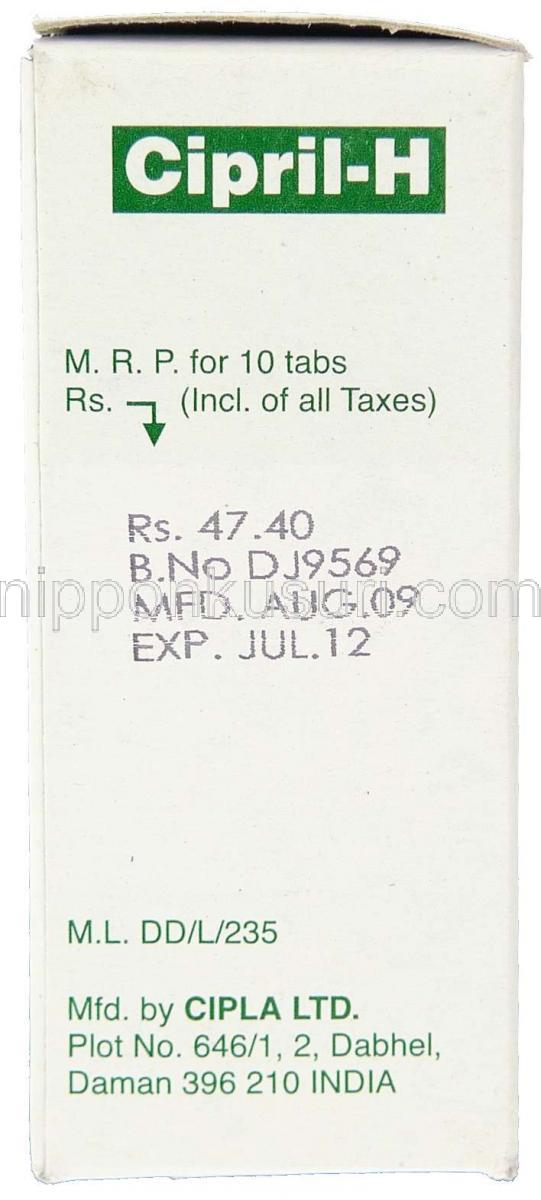 Cipril-H
M. R. P. for 10 tabs
Rs. (Incl. of all Taxes)
Rs. 47.40
B.No DJ9569
nipponkusuri.com
MFD. AUG.09
EXP. JUL.12
M.L. DD/L/235
Mfd. by CIPLA LTD.
Plot No. 646/1, 2, Dabhel,
Daman 396 210 INDIA